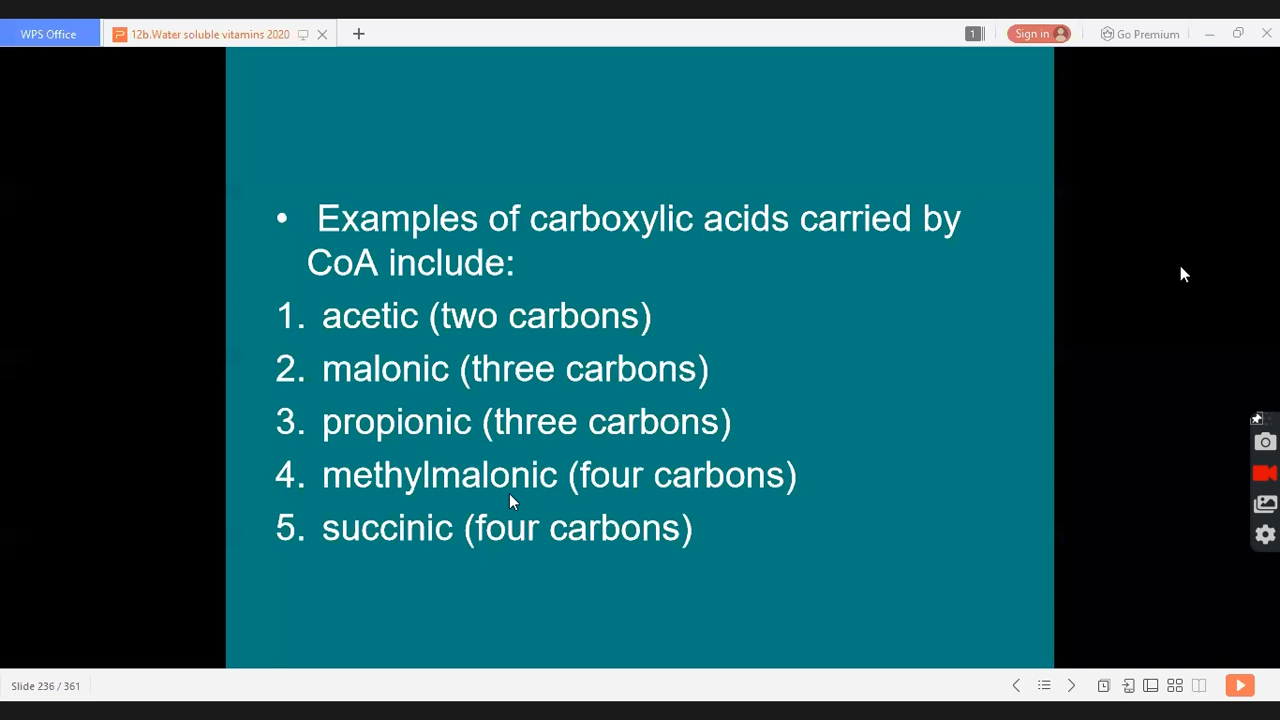 WPS Office
12b.Water soluble vitamins 2020
1
Sign in
Go Premium
• Examples of carboxylic acids carried by
CoA include:
1. acetic (two carbons)
2. malonic (three carbons)
3. propionic (three carbons)
4. methylmalonic (four carbons)
5. succinic (four carbons)
Slide 236 / 361